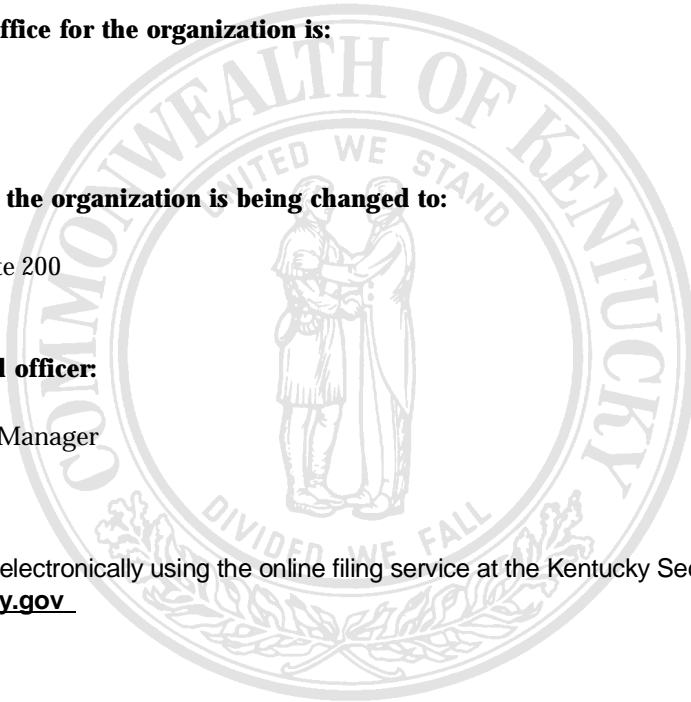 ffice for the organization is:
COMMONWEALTH OF KENTUCKY
UNITED WE STAND
the organization is being changed to:
te 200
l officer:
Manager
DIVIDED WE FALL
electronically using the online filing service at the Kentucky Sec
y.gov